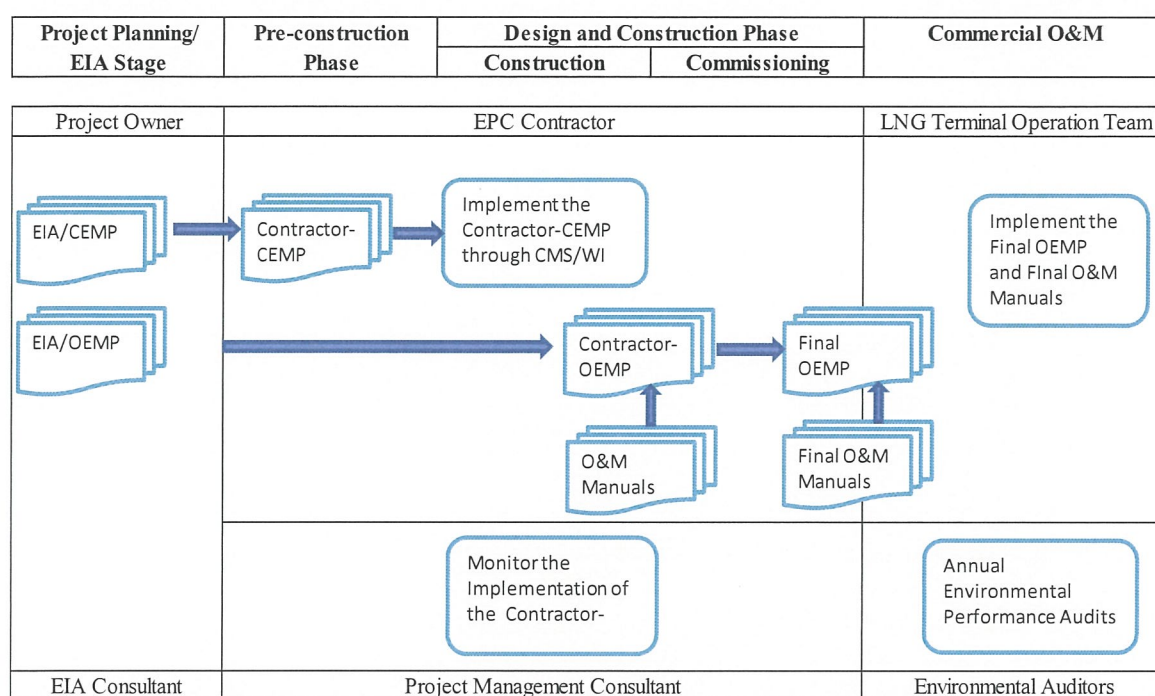 Project Planning/
EIA Stage
Pre-construction
Phase
Design and Construction Phase
Construction
Commissioning
Commercial O&M
Project Owner
EPC Contractor
LNG Terminal Operation Team
EIA/CEMP
Contractor-
CEMP
Implement the
Contractor-CEMP
through CMS/WI
Implement the
Final OEMP
and FInal O&M
Manuals
EIA/OEMP
Contractor-
OEMP
Final
OEMP
O&M
Manuals
Final O&M
Manuals
Monitor the
Implementation of
the Contractor-
Annual
Environmental
Performance Audits
EIA Consultant
Project Management Consultant
Environmental Auditors